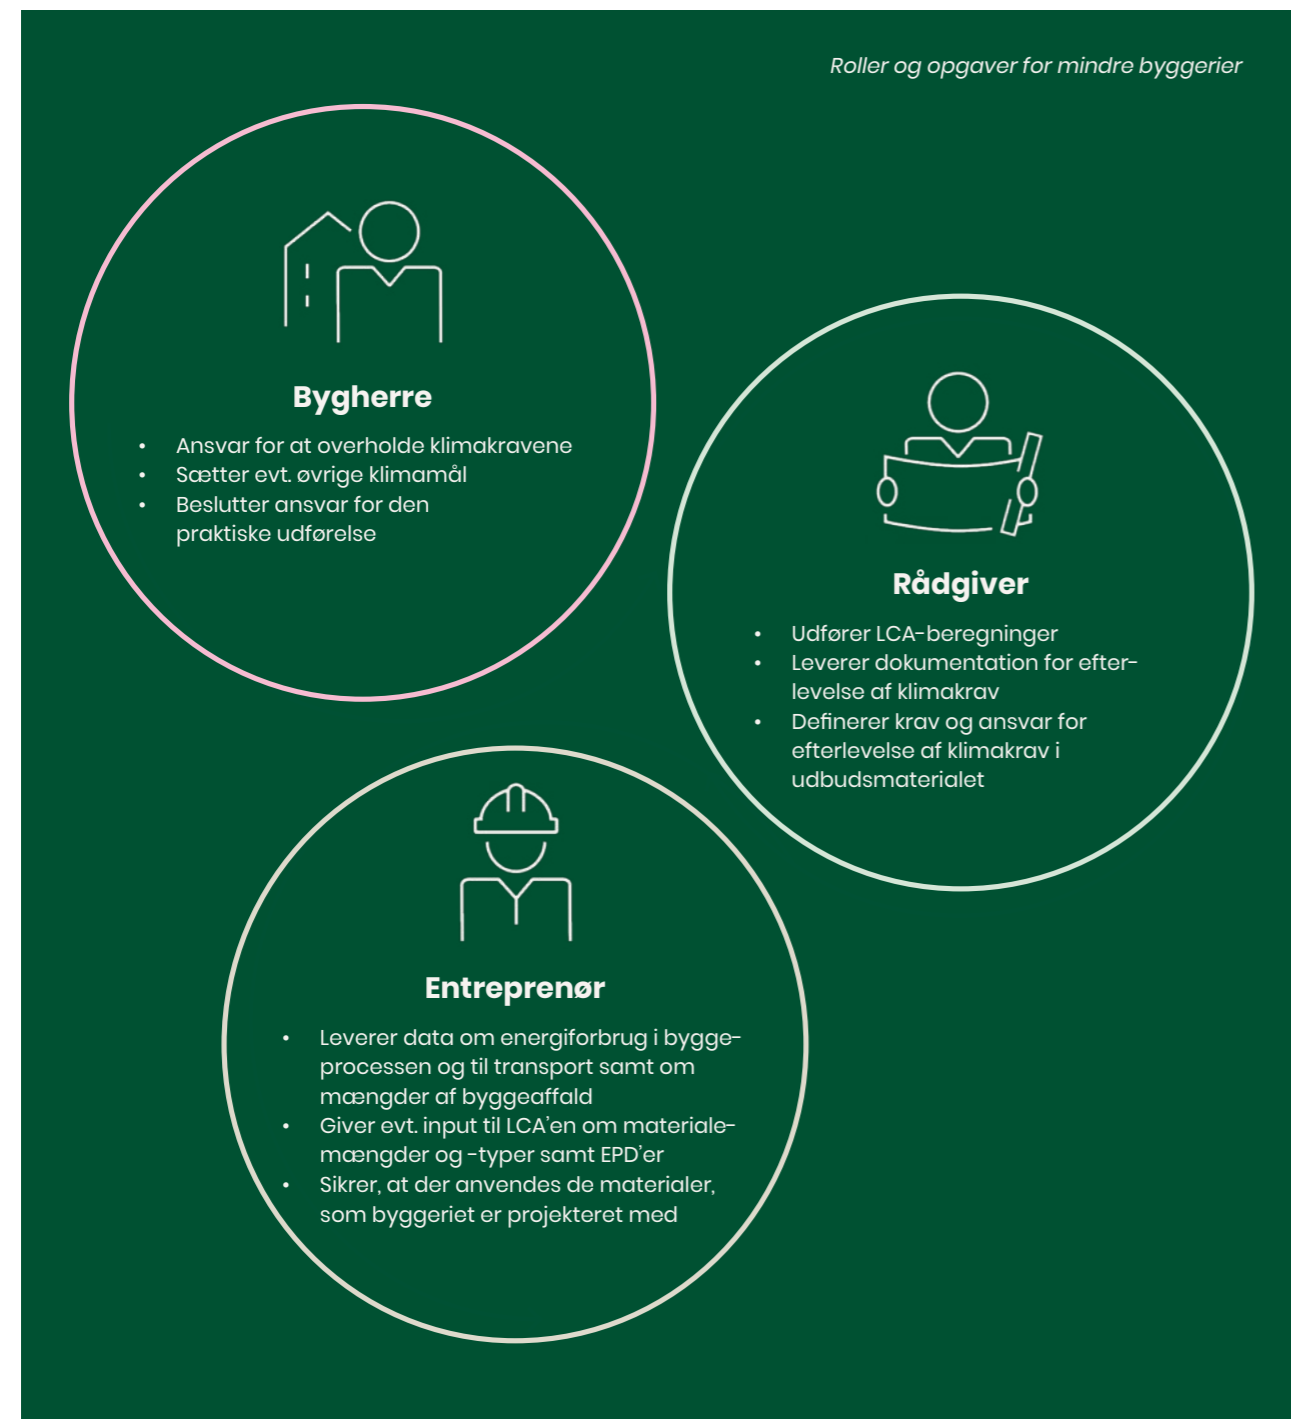 Roller og opgaver for mindre byggerier
Bygherre
• Ansvar for at overholde klimakravene
• Sætter evt. øvrige klimamål
• Beslutter ansvar for den
praktiske udførelse
Rådgiver
• Udfører LCA-beregninger
• Leverer dokumentation for efter-
levelse af klimakrav
• Definerer krav og ansvar for
efterlevelse af klimakrav i
udbudsmaterialet
Entreprenør
• Leverer data om energiforbrug i bygge-
processen og til transport samt om
mængder af byggeaffald
• Giver evt. input til LCA’en om materiale-
mængder og -typer samt EPD’er
• Sikrer, at der anvendes de materialer,
som byggeriet er projekteret med